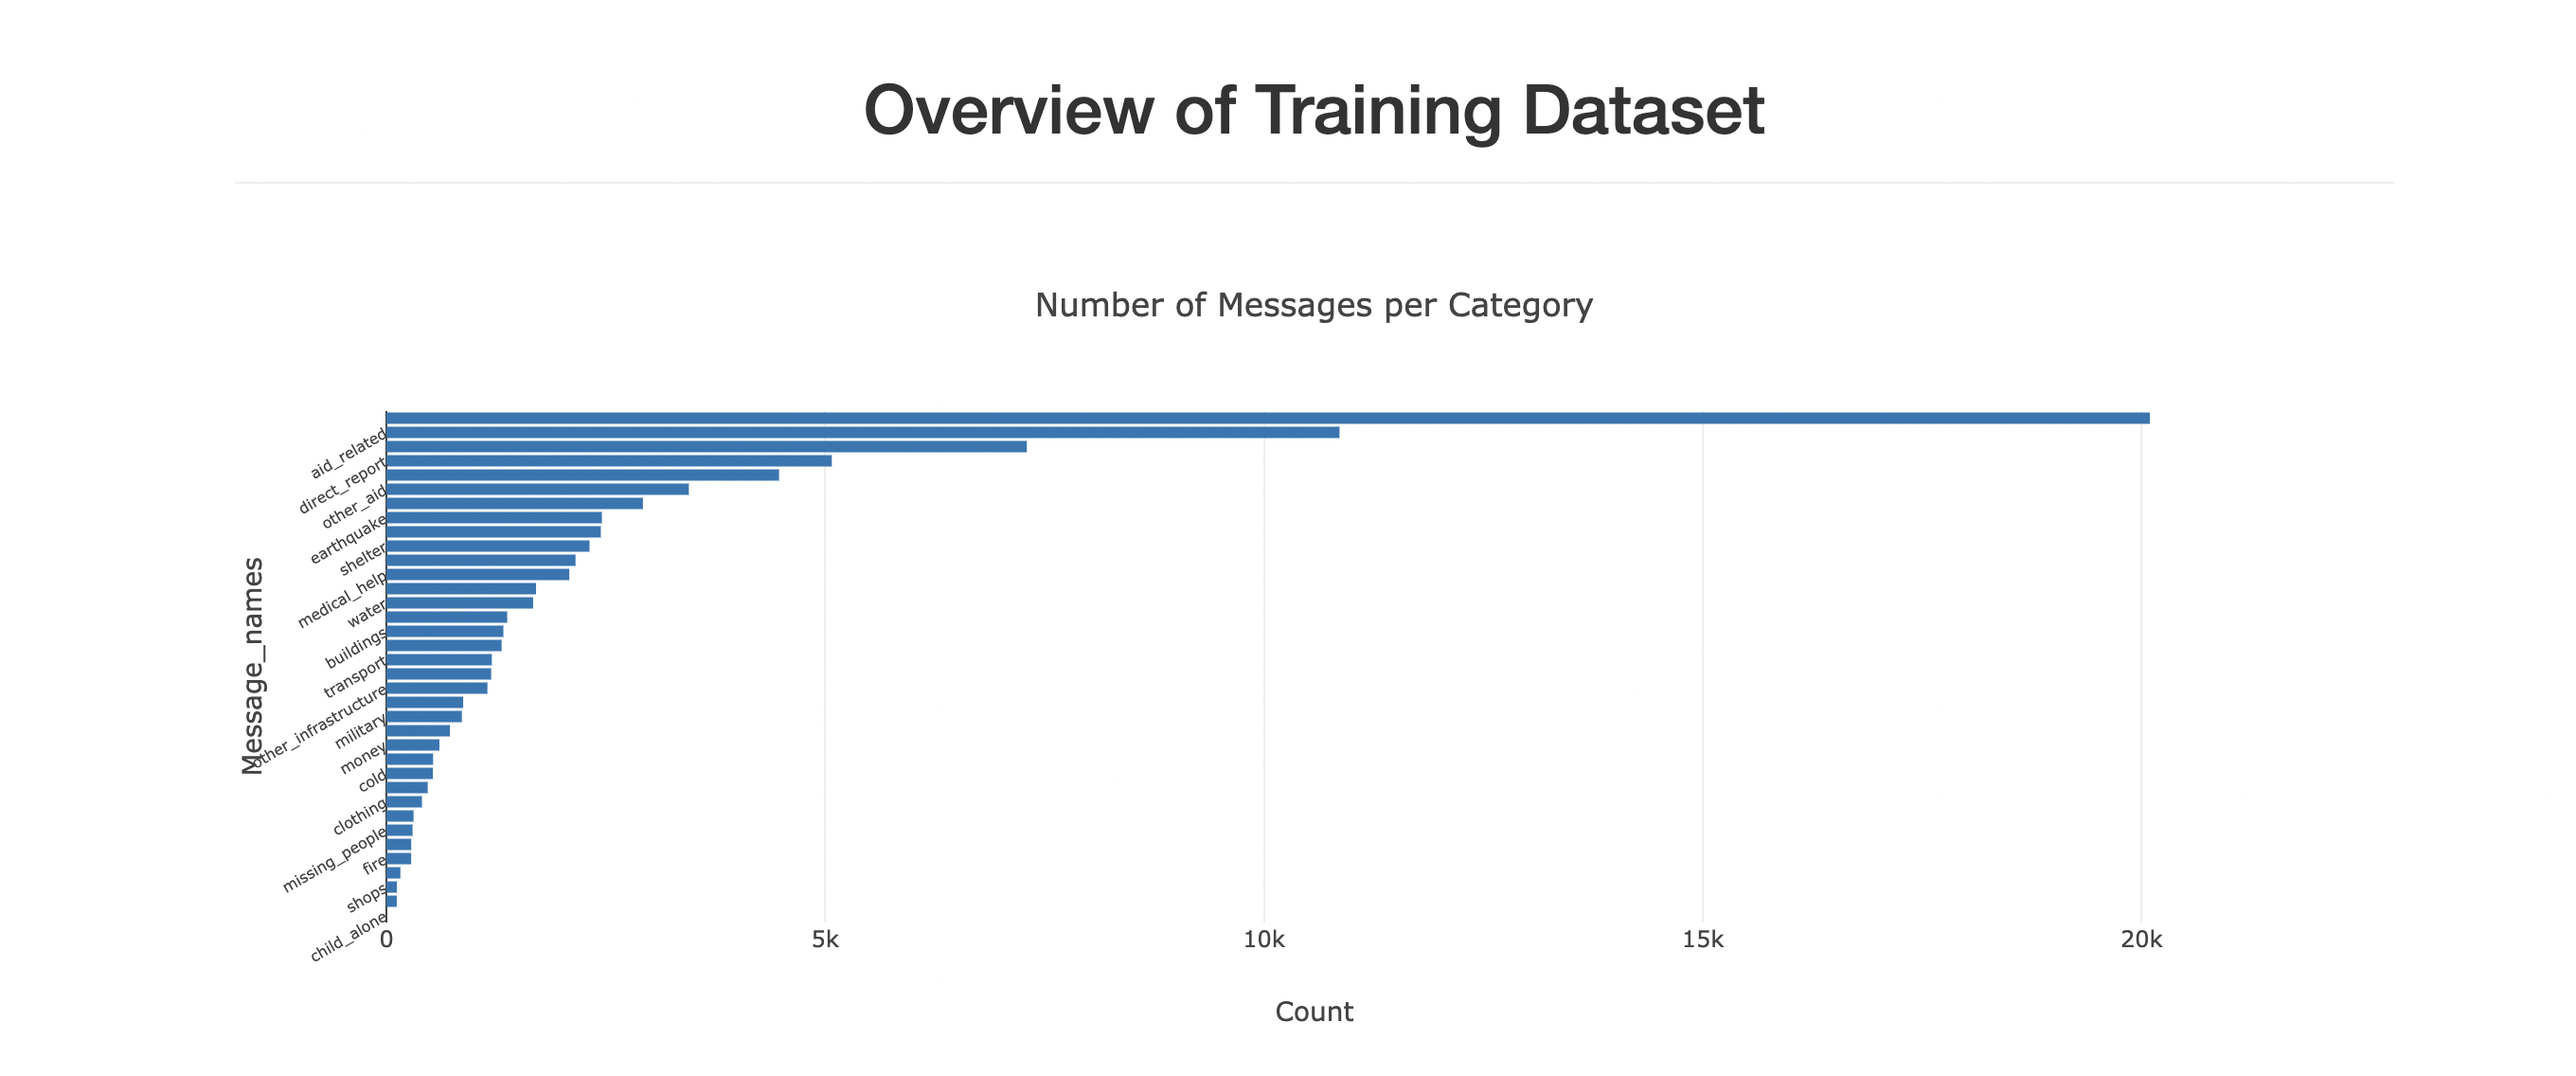 Overview of Training Dataset
Number of Messages per Category
Message_names
aid_related
direct_report
other_aid
earthquake
shelter
medical_help
water
buildings
transport
other_infrastructure
military
money
cold
clothing
missing_people
fire
shops
child_alone
0 5k 10k 15k 20k
Count